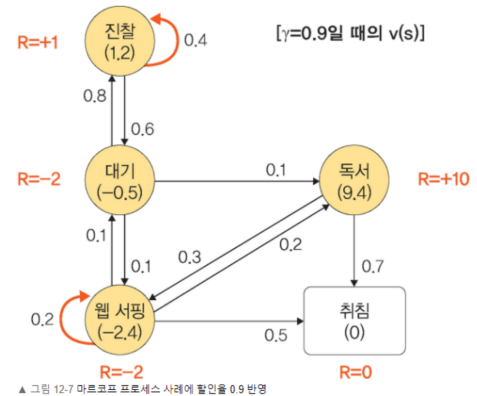 진찰
(1.2)
R=+1
0.4
[γ=0.9일 때의 v(s)]
0.8
0.6
대기
(−0.5)
R=−2
0.1
독서
(9.4)
R=+10
0.1
0.1
0.3
0.2
0.7
0.2
웹 서핑
(−2.4)
0.5
취침
(0)
R=−2
R=0
▲ 그림 12-7 마르코프 프로세스 사례에 할인율 0.9 반영